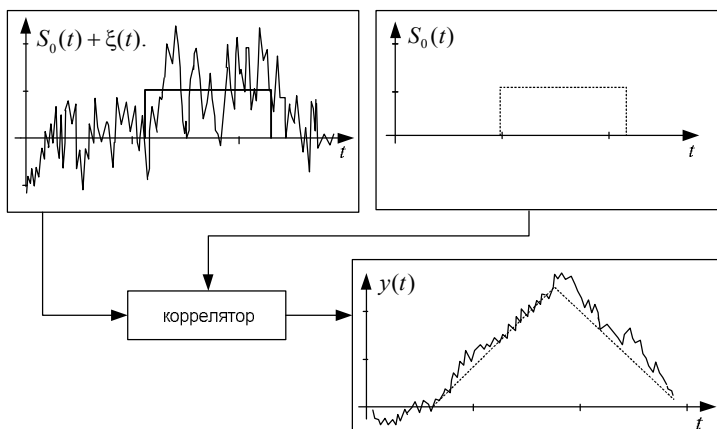 S₀(t) + ξ(t).
t
S₀(t)
t
коррелятор
y(t)
t